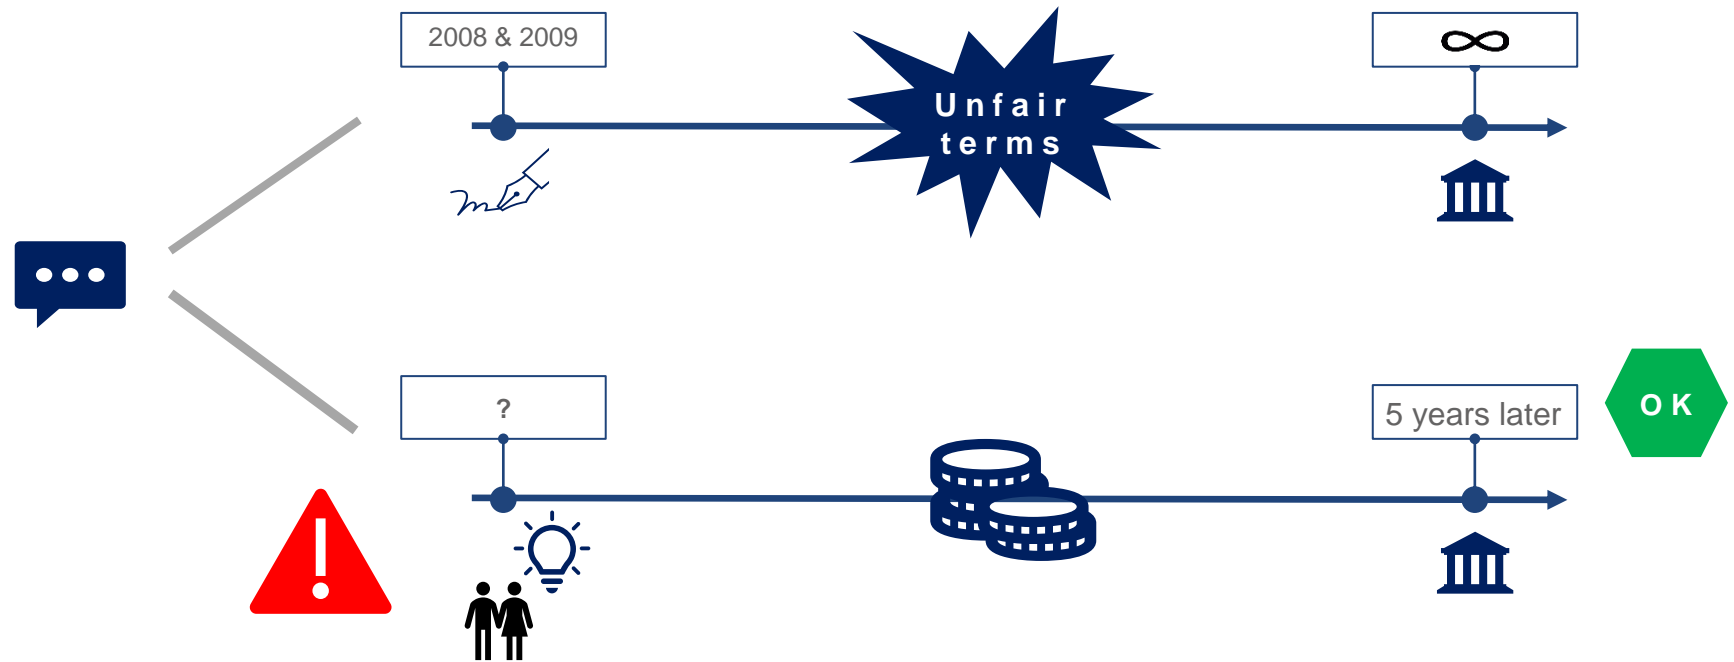 2008 & 2009
∞
Unfair
terms
?
5 years later
OK